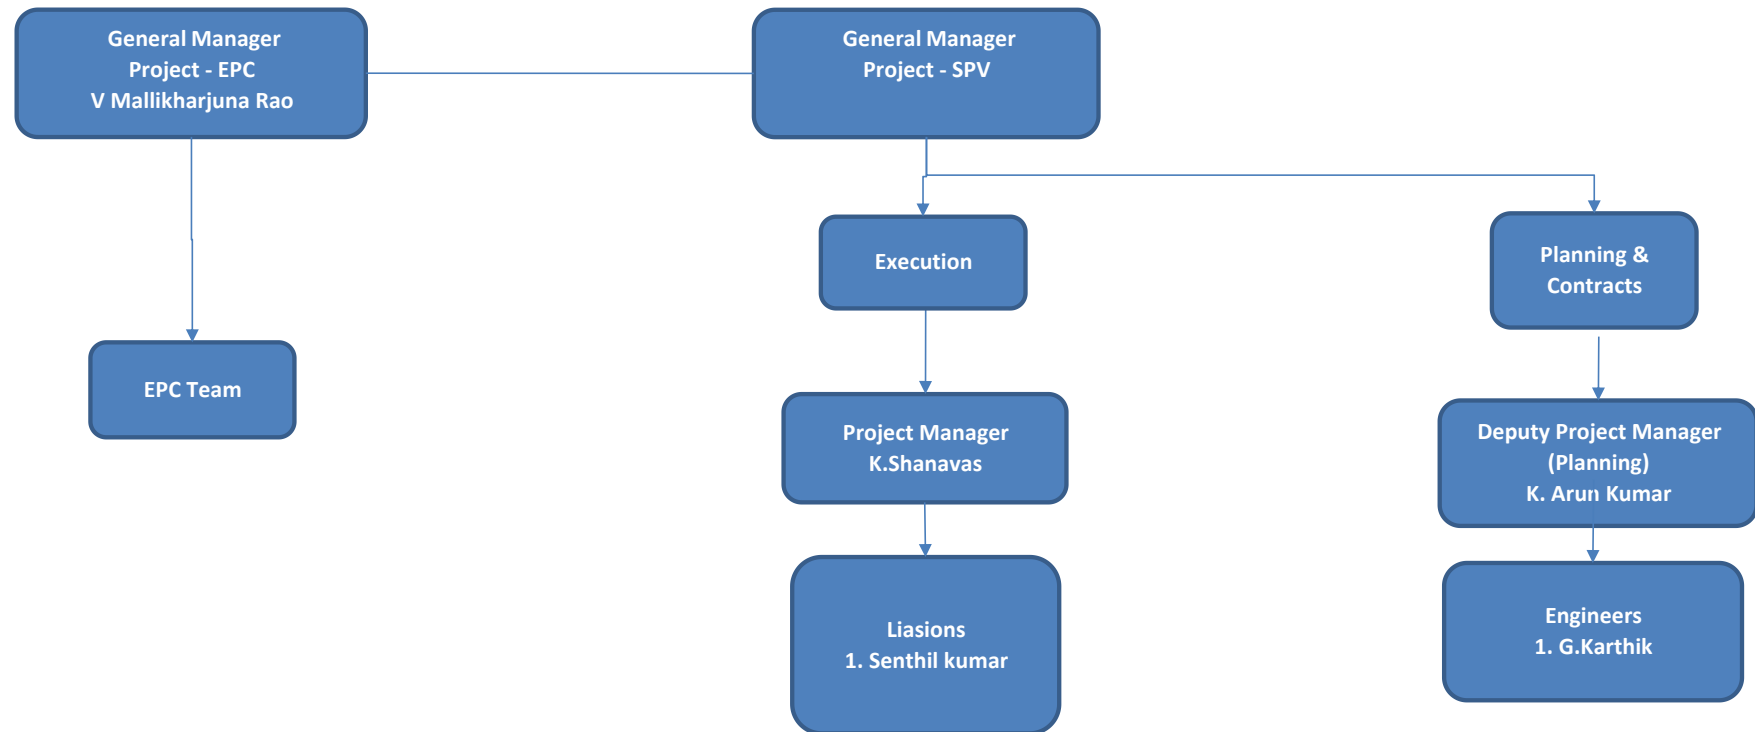 General Manager
Project - EPC
V Mallikharjuna Rao
General Manager
Project - SPV
Execution
Planning &
Contracts
EPC Team
Project Manager
K.Shanavas
Deputy Project Manager
(Planning)
K. Arun Kumar
Liasions
1. Senthil kumar
Engineers
1. G.Karthik